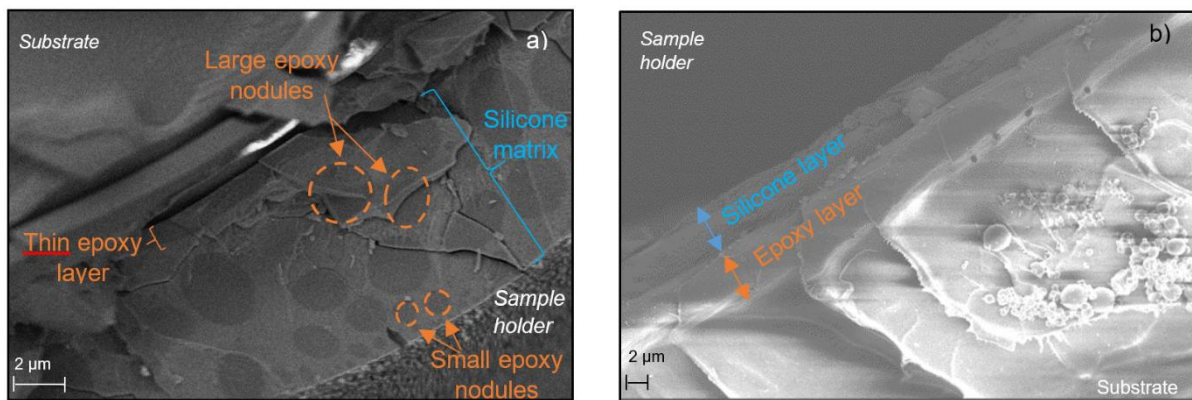 Substrate
a)
Large epoxy
nodules
Silicone
matrix
Thin epoxy
layer
Sample
holder
Small epoxy
nodules
2 µm
Sample
holder
b)
Silicone layer
Epoxy layer
2 µm
Substrate